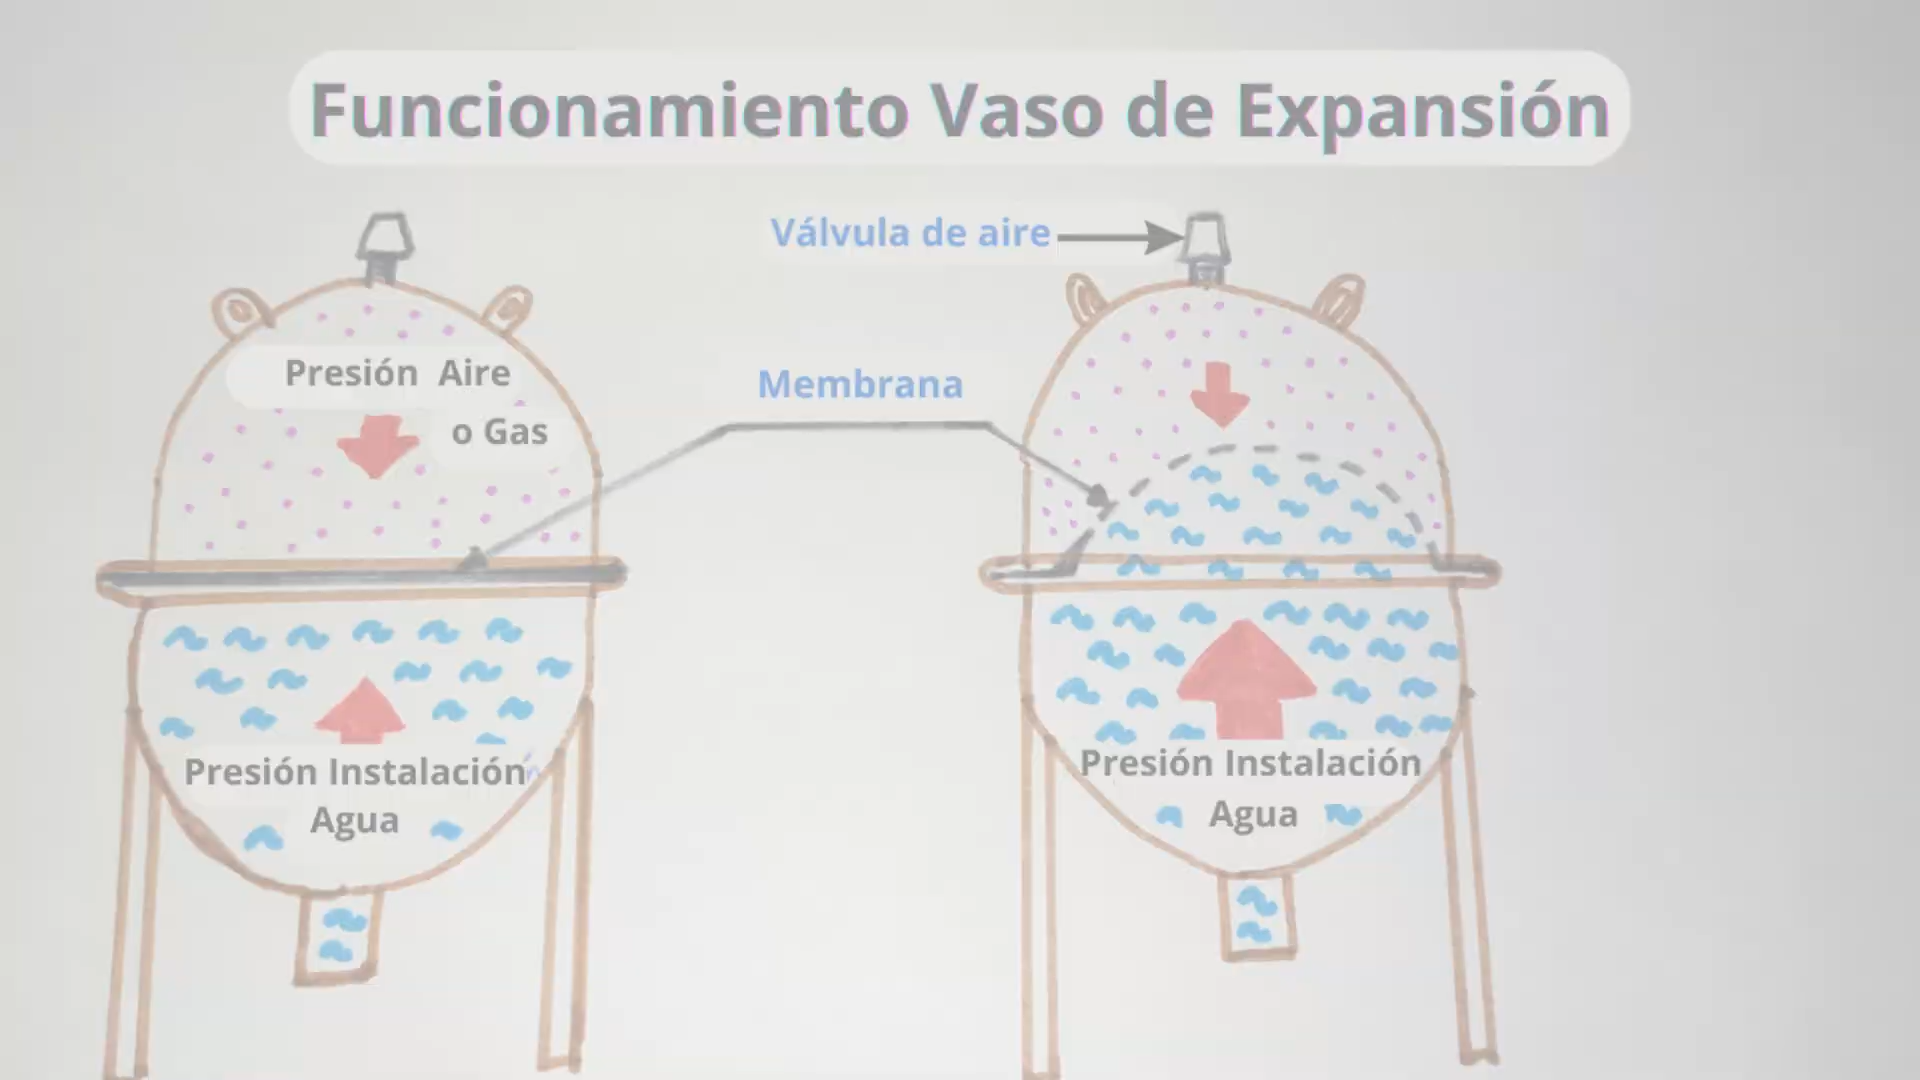 Funcionamiento Vaso de Expansión
Válvula de aire
Presión Aire
o Gas
Membrana
Presión Instalación
Agua
Presión Instalación
Agua